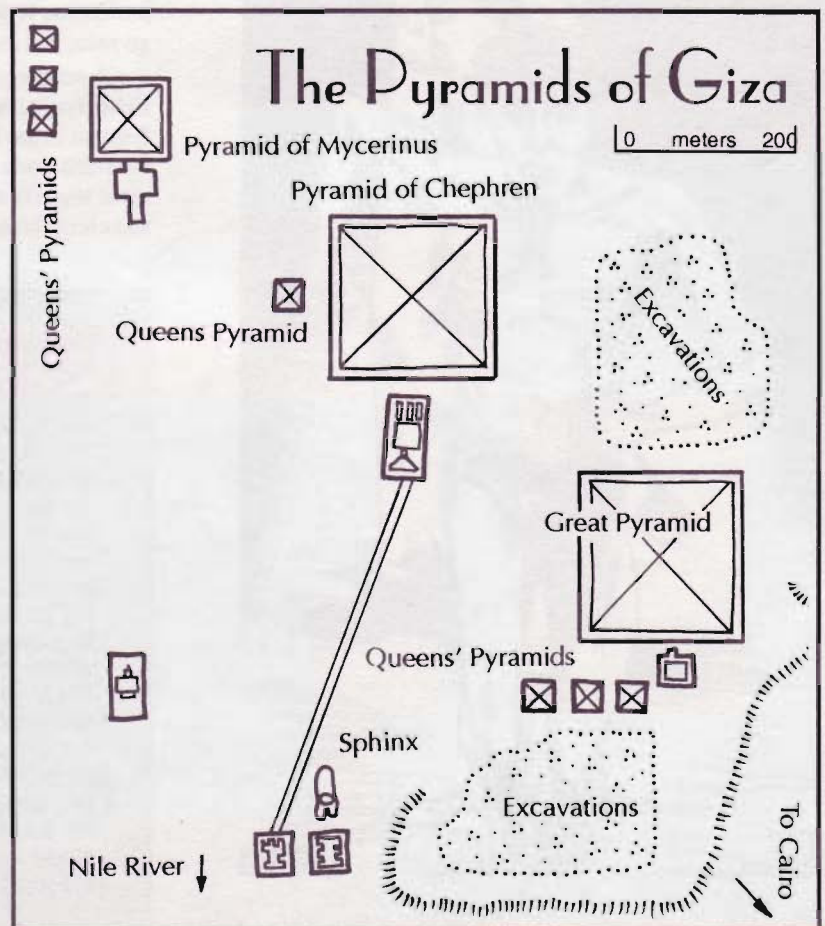 The Pyramids of Giza
0 meters 200
Pyramid of Mycerinus
Pyramid of Chephren
Queens' Pyramids
Queens Pyramid
Excavations
Great Pyramid
Queens' Pyramids
Sphinx
Excavations
Nile River
To Cairo